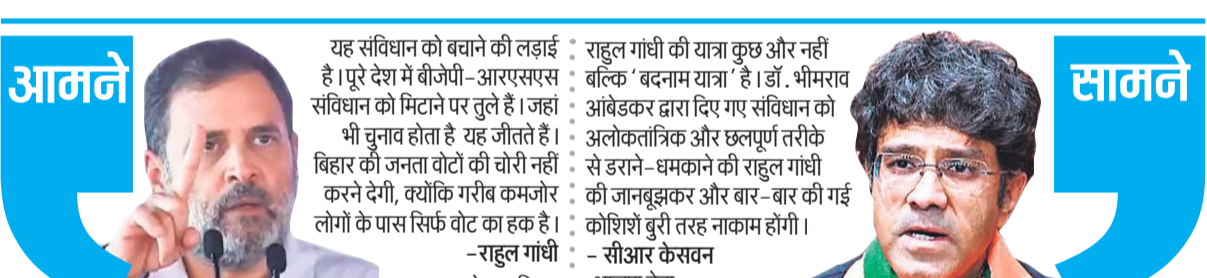 आमने
यह संविधान को बचाने की लड़ाई
है। पूरे देश में बीजेपी-आरएसएस
संविधान को मिटाने पर तुले हैं। जहां
भी चुनाव होता है यह जीतते हैं।
बिहार की जनता वोटों की चोरी नहीं
करने देगी, क्योंकि गरीब कमजोर
लोगों के पास सिर्फ वोट का हक है।
-राहुल गांधी
राहुल गांधी की यात्रा कुछ और नहीं
बल्कि ‘बदनाम यात्रा’ है। डॉ. भीमराव
आंबेडकर द्वारा दिए गए संविधान को
अलोकतांत्रिक और छलपूर्ण तरीके
से डराने-धमकाने की राहुल गांधी
की जानबूझकर और बार-बार की गई
कोशिशें बुरी तरह नाकाम होंगी।
- सीआर केसवन
सामने